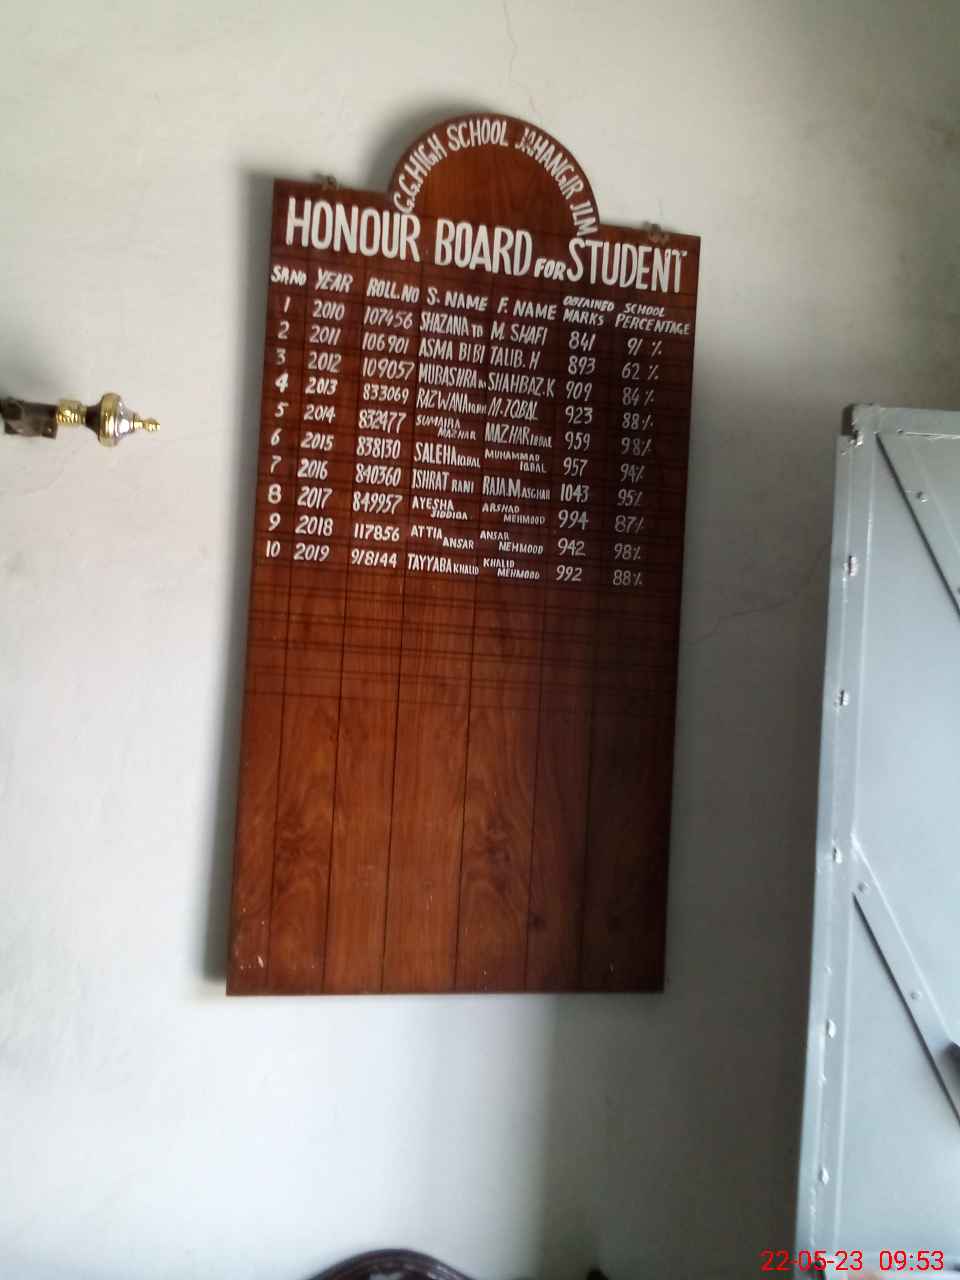 G.G.HIGH SCHOOL JAHANGIR JLM
HONOUR BOARD FOR STUDENT
SR.NO YEAR ROLL.NO S. NAME F. NAME OBTAINED MARKS SCHOOL PERCENTAGE
1 2010 107456 SHAZANA M. SHAFI 841 91 %
2 2011 106901 ASMA BIBI TALIB. H 893 62 %
3 2012 109057 MUBASHRA SHAHBAZ.K 909 84 %
4 2013 833069 RAZWANA M.IQBAL 923 88%
5 2014 832477 SUMAIRA MAZHAR MAZHAR IQBAL 959 98%
6 2015 838130 SALEHA IQBAL MUHAMMAD IQBAL 957 94%
7 2016 840360 ISHRAT RANI RAJA.M ASGHAR 1043 95%
8 2017 849957 AYESHA SIDDIQA ARSHAD MEHMOOD 994 87%
9 2018 117856 ATTIA ANSAR ANSAR MEHMOOD 942 98%
10 2019 918144 TAYYABA KHALID KHALID MEHMOOD 992 88%
22-05-23 09:53